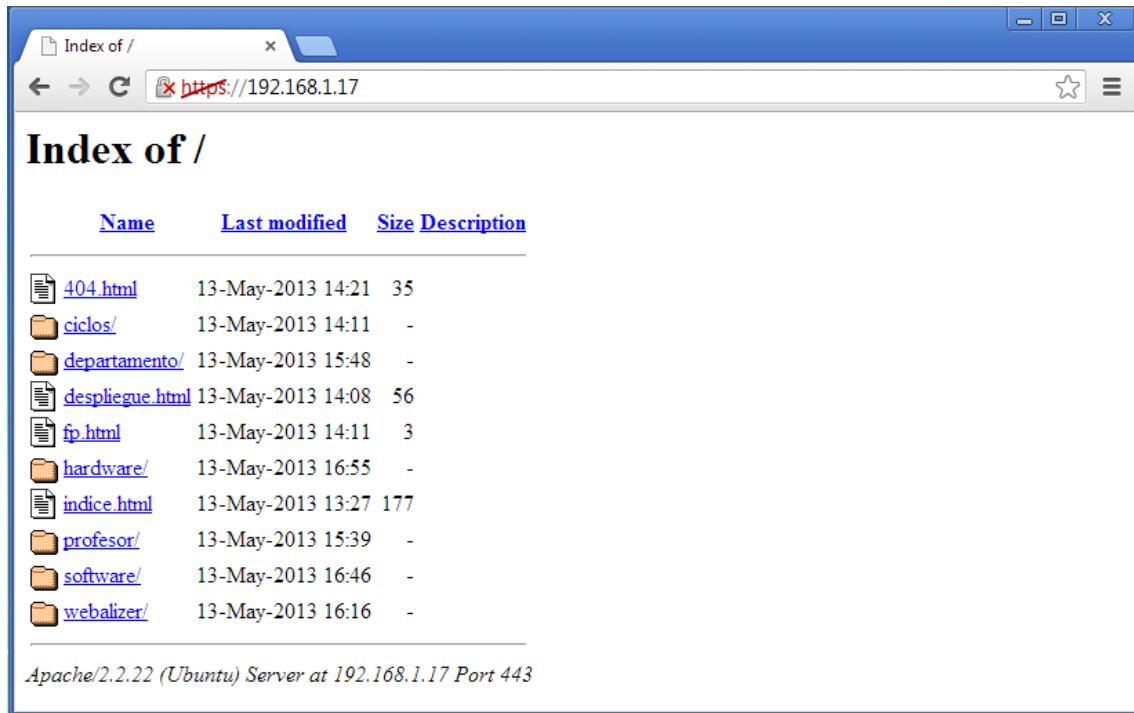 Index of /
https://192.168.1.17
Index of /
Name Last modified Size Description
404.html 13-May-2013 14:21 35
ciclos/ 13-May-2013 14:11 -
departamento/ 13-May-2013 15:48 -
despliegue.html 13-May-2013 14:08 56
fp.html 13-May-2013 14:11 3
hardware/ 13-May-2013 16:55 -
indice.html 13-May-2013 13:27 177
profesor/ 13-May-2013 15:39 -
software/ 13-May-2013 16:46 -
webalizer/ 13-May-2013 16:16 -
Apache/2.2.22 (Ubuntu) Server at 192.168.1.17 Port 443